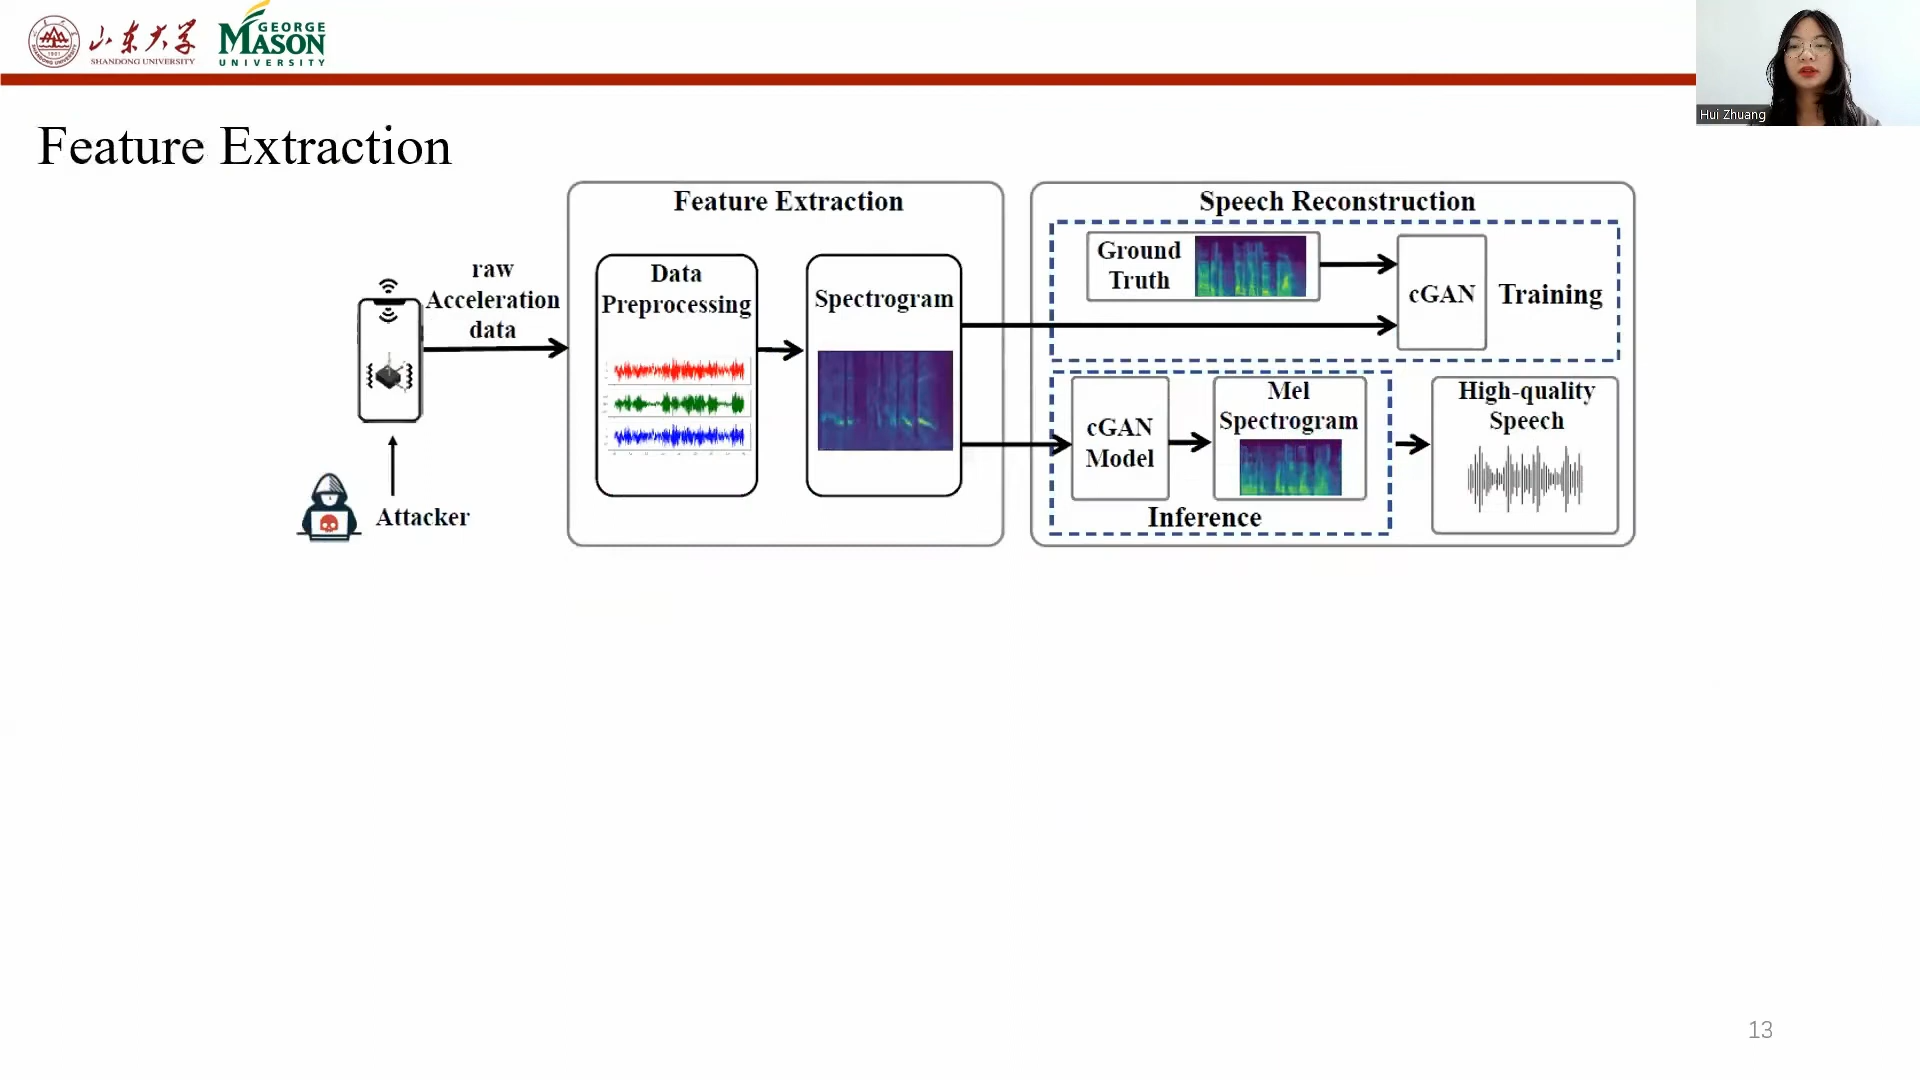 山东大学
SHANDONG UNIVERSITY
GEORGE
MASON
UNIVERSITY
Hui Zhuang
Feature Extraction
raw
Acceleration
data
Attacker
Feature Extraction
Data
Preprocessing
Spectrogram
Speech Reconstruction
Ground
Truth
cGAN
Training
cGAN
Model
Mel
Spectrogram
Inference
High-quality
Speech
13